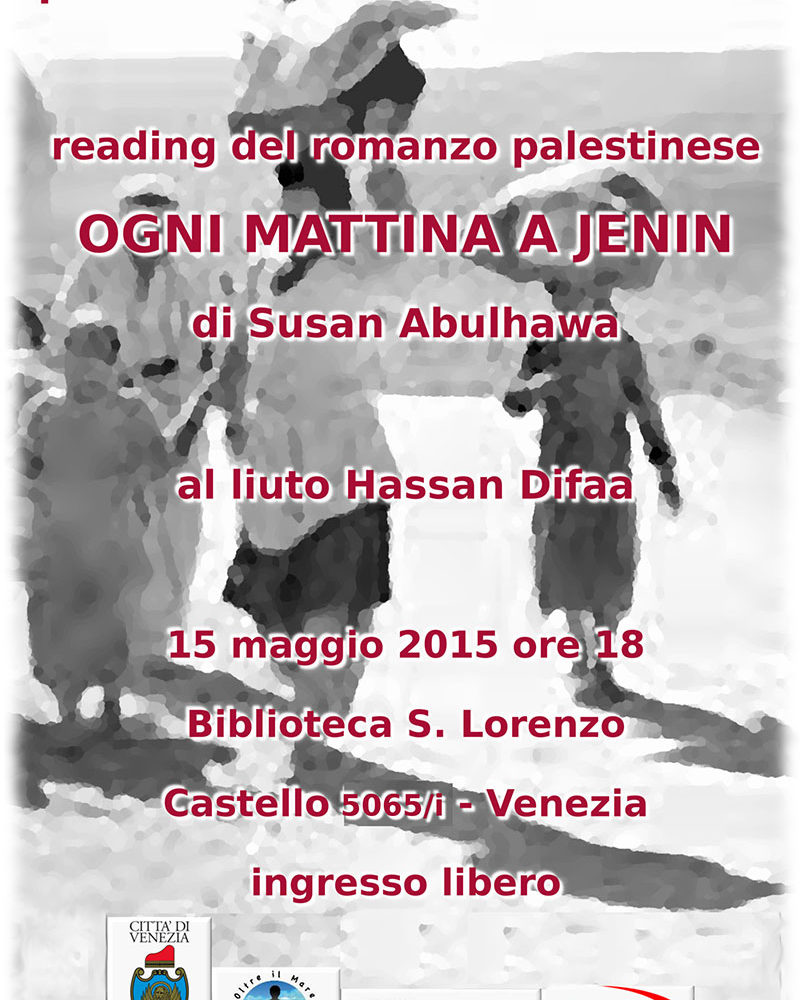 reading del romanzo palestinese
OGNI MATTINA A JENIN
di Susan Abulhawa
al liuto Hassan Difaa
15 maggio 2015 ore 18
Biblioteca S. Lorenzo
Castello 5065/i - Venezia
ingresso libero
CITTA' DI
VENEZIA
Oltre il Mare